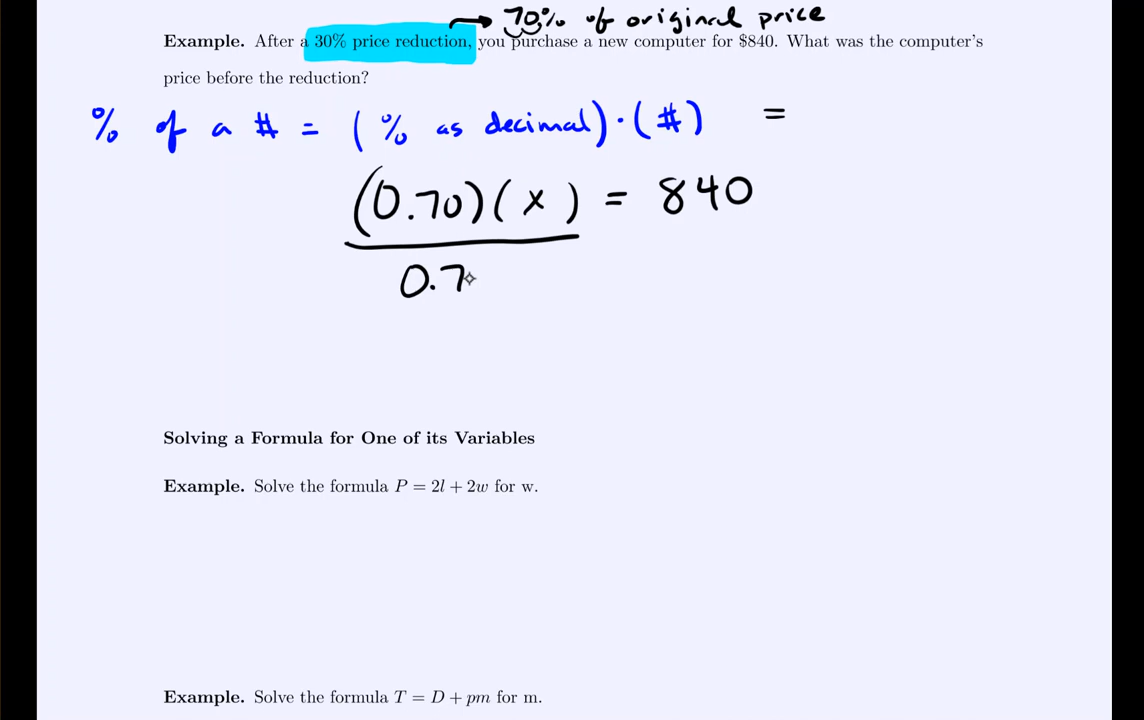 70% of original price
Example. After a 30% price reduction, you purchase a new computer for $840. What was the computer's
price before the reduction?
% of a # = (% as decimal)·(#) =
(0.70)(x) = 840
0.7
Solving a Formula for One of its Variables
Example. Solve the formula P = 2l + 2w for w.
Example. Solve the formula T = D + pm for m.